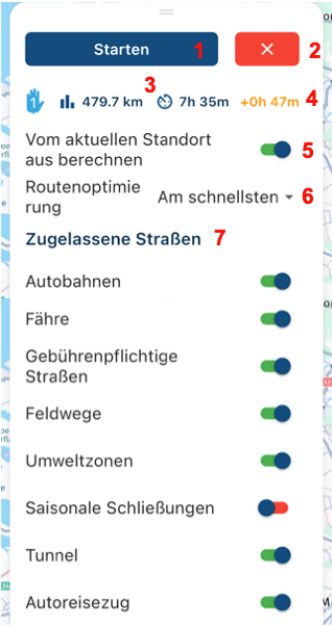 Starten 1 × 2
3
1 479.7 km 7h 35m +0h 47m 4
Vom aktuellen Standort
aus berechnen 5
Routenoptimie
rung Am schnellsten 6
Zugelassene Straßen 7
Autobahnen
Fähre
Gebührenpflichtige
Straßen
Feldwege
Umweltzonen
Saisonale Schließungen
Tunnel
Autoreisezug